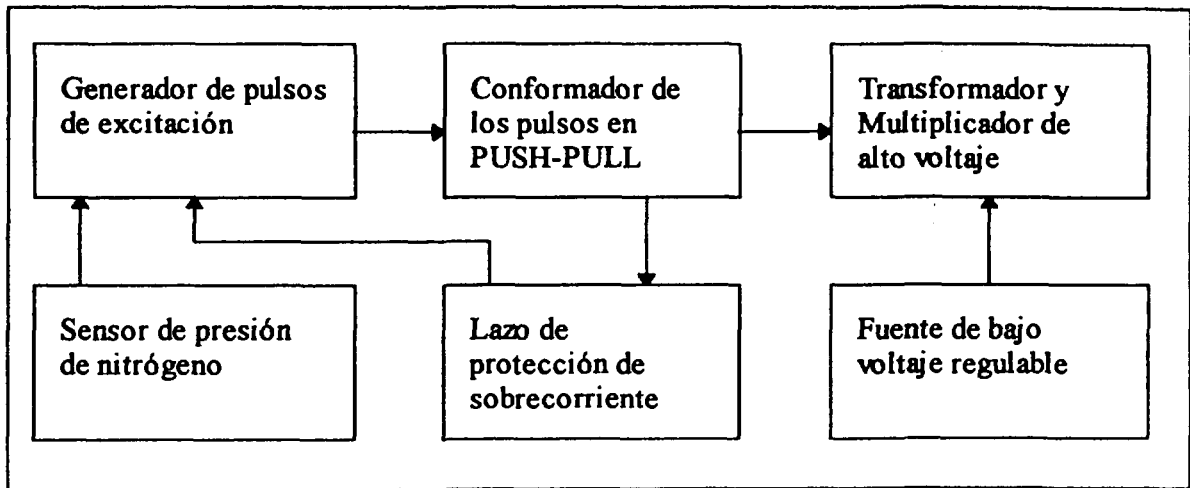 Generador de pulsos
de excitación
Conformador de
los pulsos en
PUSH-PULL
Transformador y
Multiplicador de
alto voltaje
Sensor de presión
de nitrógeno
Lazo de
protección de
sobrecorriente
Fuente de bajo
voltaje regulable